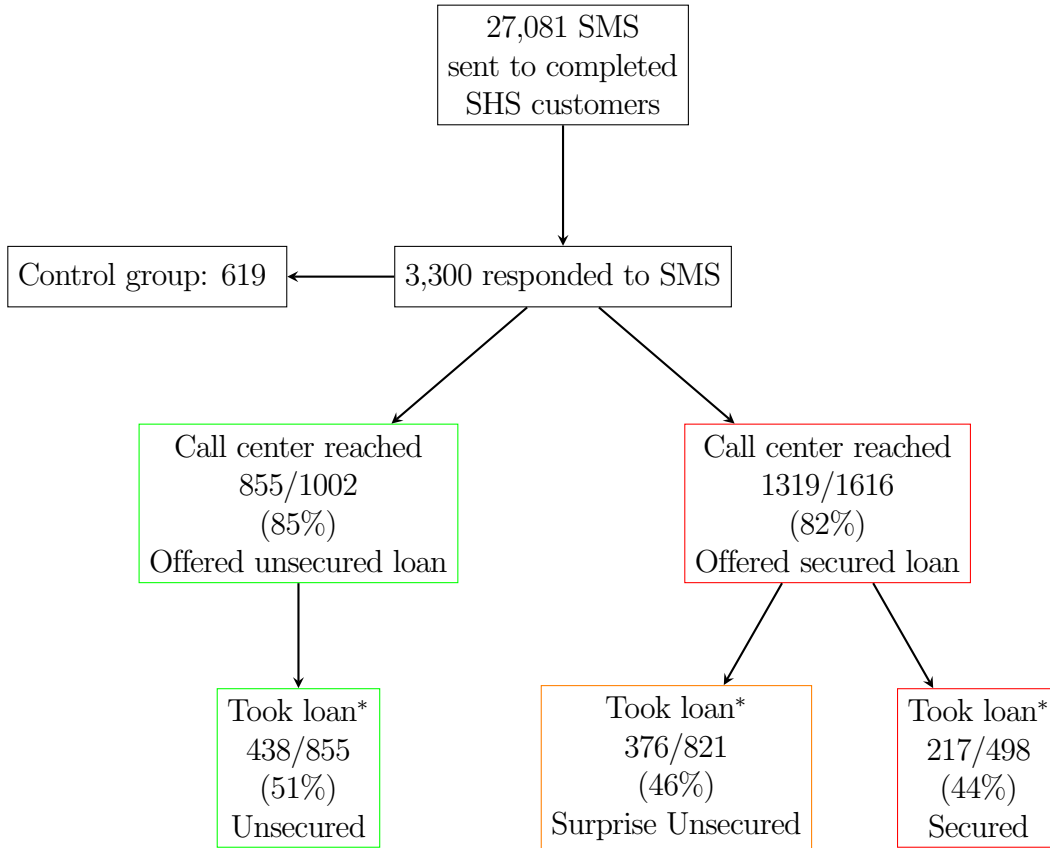 27,081 SMS
sent to completed
SHS customers
Control group: 619
3,300 responded to SMS
Call center reached
855/1002
(85%)
Offered unsecured loan
Call center reached
1319/1616
(82%)
Offered secured loan
Took loan*
438/855
(51%)
Unsecured
Took loan*
376/821
(46%)
Surprise Unsecured
Took loan*
217/498
(44%)
Secured